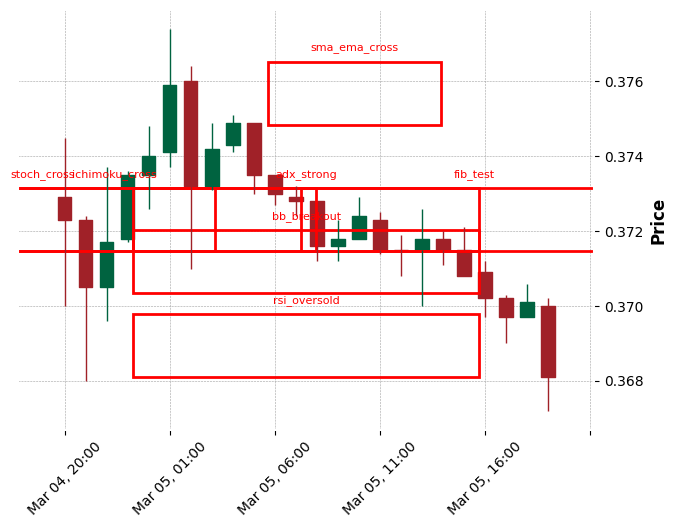 sma_ema_cross
0.376
0.374
stoch_cross
ichimoku_cross
adx_strong
fib_test
bb_breakout
0.372
Price
rsi_oversold
0.370
0.368
Mar 04, 20:00
Mar 05, 01:00
Mar 05, 06:00
Mar 05, 11:00
Mar 05, 16:00